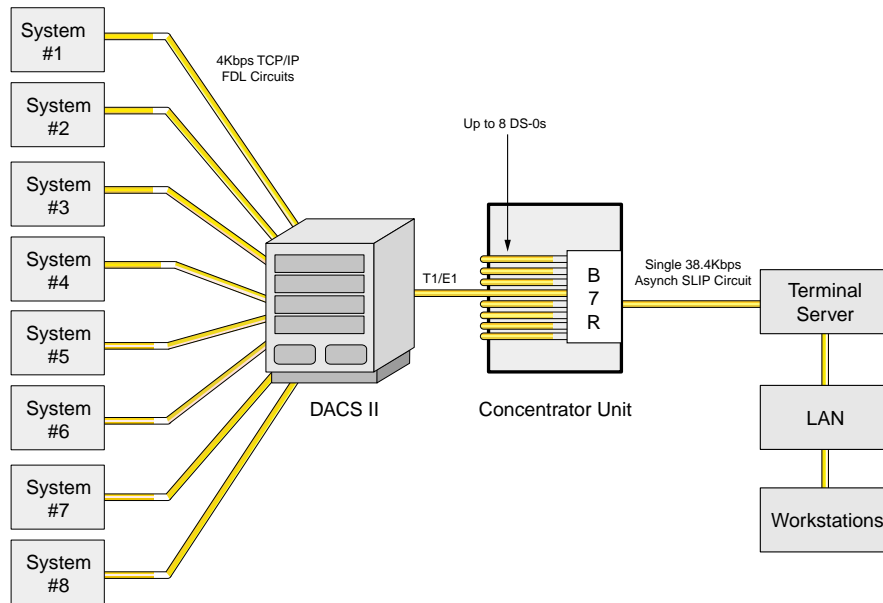 System
#1
System
#2
System
#3
System
#4
System
#5
System
#6
System
#7
System
#8
4Kbps TCP/IP
FDL Circuits
DACS II
T1/E1
Up to 8 DS-0s
B
7
R
Concentrator Unit
Single 38.4Kbps
Asynch SLIP Circuit
Terminal
Server
LAN
Workstations